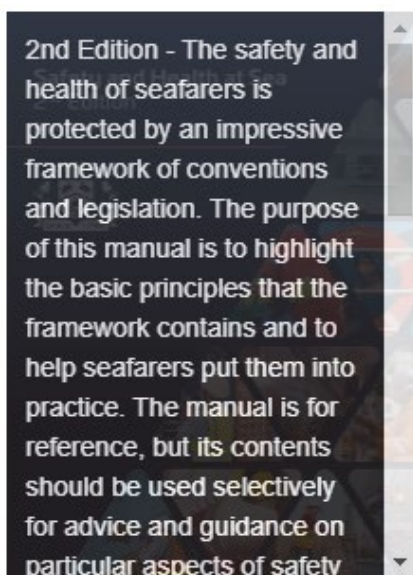 2nd Edition - The safety and
health of seafarers is
protected by an impressive
framework of conventions
and legislation. The purpose
of this manual is to highlight
the basic principles that the
framework contains and to
help seafarers put them into
practice. The manual is for
reference, but its contents
should be used selectively
for advice and guidance on
particular aspects of safety